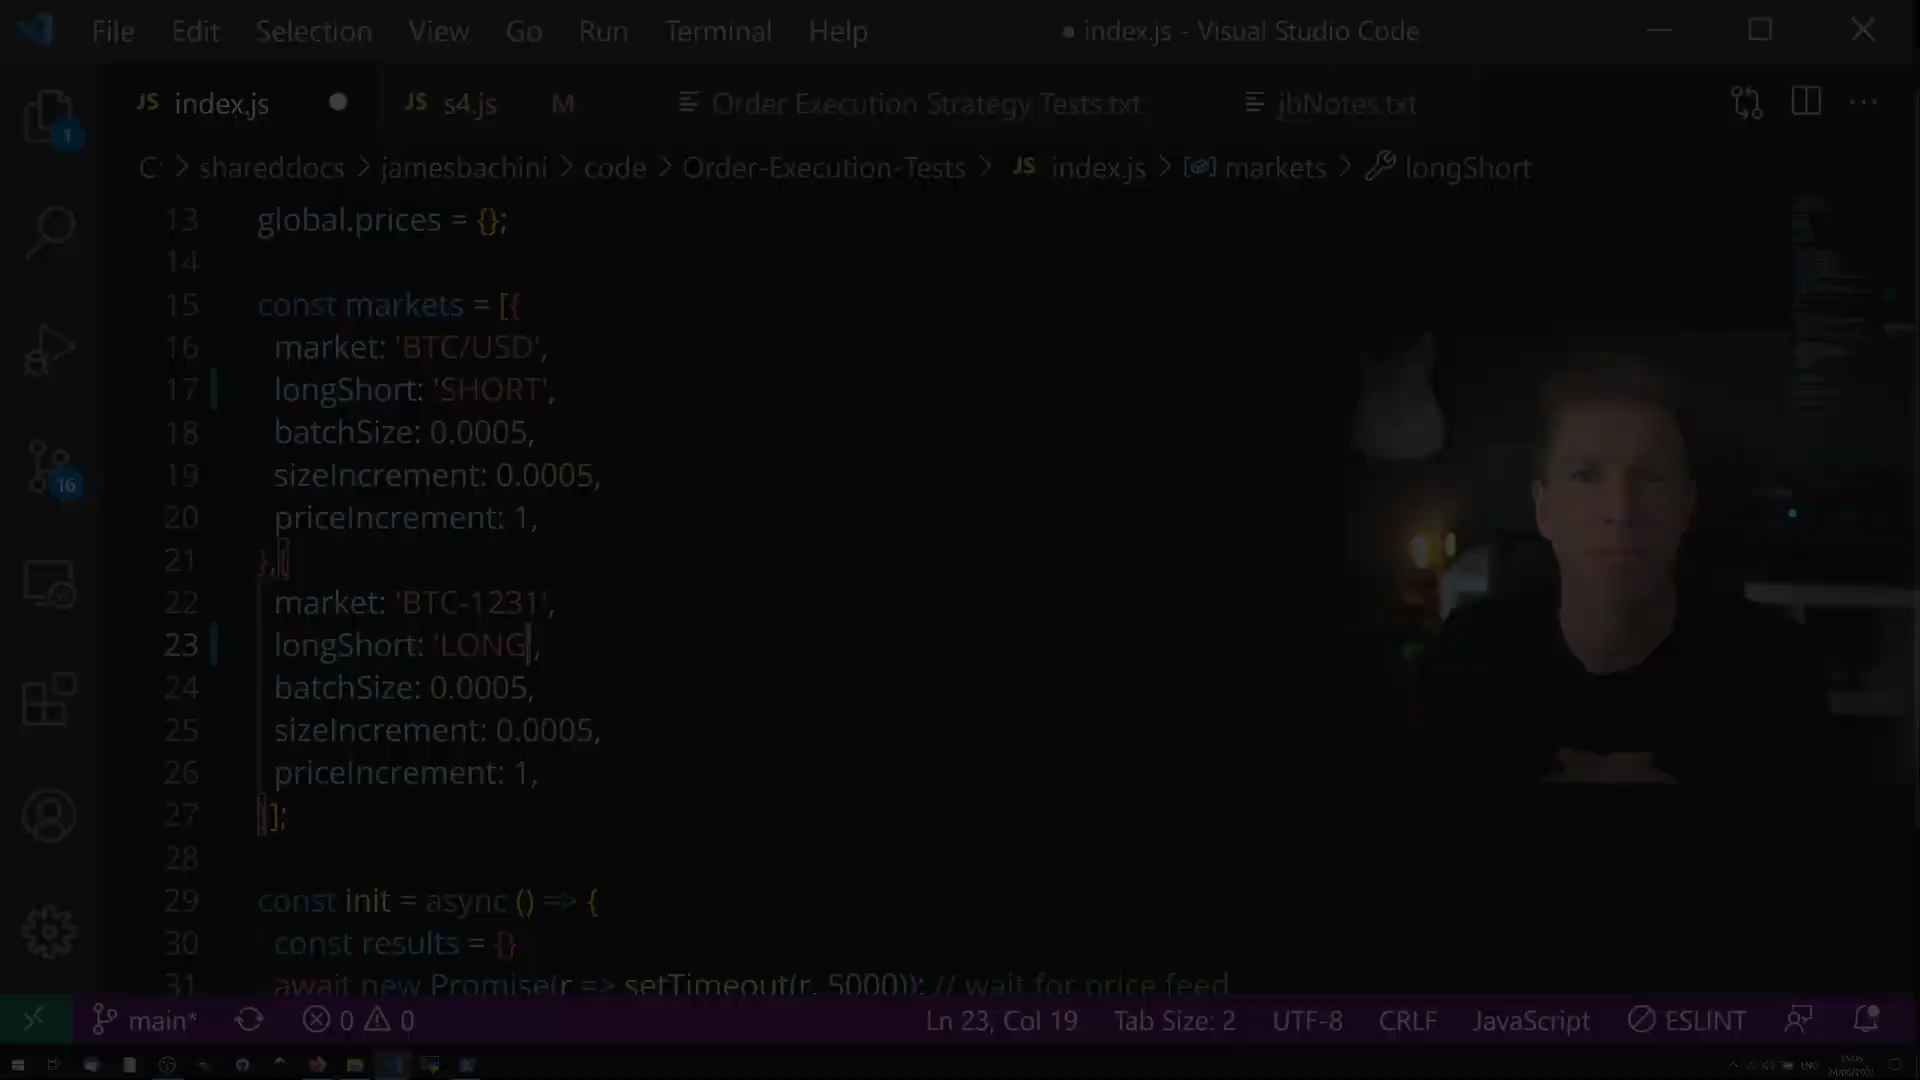 File Edit Selection View Go Run Terminal Help ● index.js - Visual Studio Code
JS index.js ● JS s4.js M Order Execution Strategy Tests.txt jbNotes.txt ...
C: > shareddocs > jamesbachini > code > Order-Execution-Tests > JS index.js > markets > longShort
13 global.prices = {};
14
15 const markets = [{
16 market: 'BTC/USD',
17 longShort: 'SHORT',
18 batchSize: 0.0005,
19 sizeIncrement: 0.0005,
20 priceIncrement: 1,
21 },{
22 market: 'BTC-1231',
23 longShort: 'LONG',
24 batchSize: 0.0005,
25 sizeIncrement: 0.0005,
26 priceIncrement: 1,
27 }];
28
29 const init = async () => {
30 const results = {}
31 await new Promise(r => setTimeout(r, 5000)); // wait for price feed
1
16
main* 0 0 Ln 23, Col 19 Tab Size: 2 UTF-8 CRLF JavaScript ESLINT
ENG